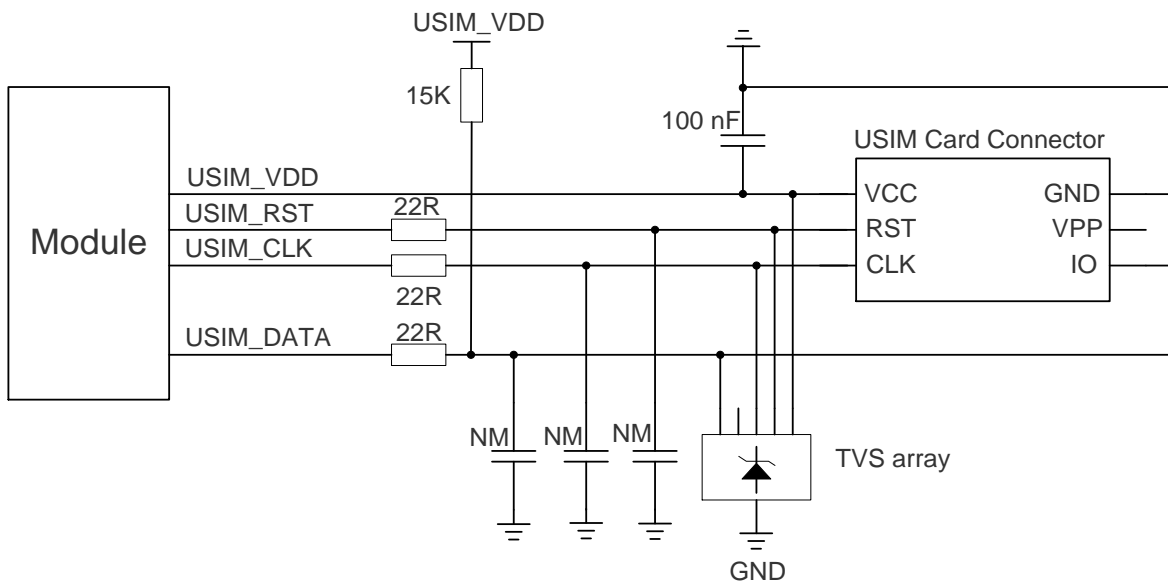 USIM_VDD
15K
100 nF
USIM Card Connector
Module
USIM_VDD
USIM_RST
22R
USIM_CLK
22R
USIM_DATA
22R
VCC
GND
RST
VPP
CLK
IO
NM
NM
NM
TVS array
GND